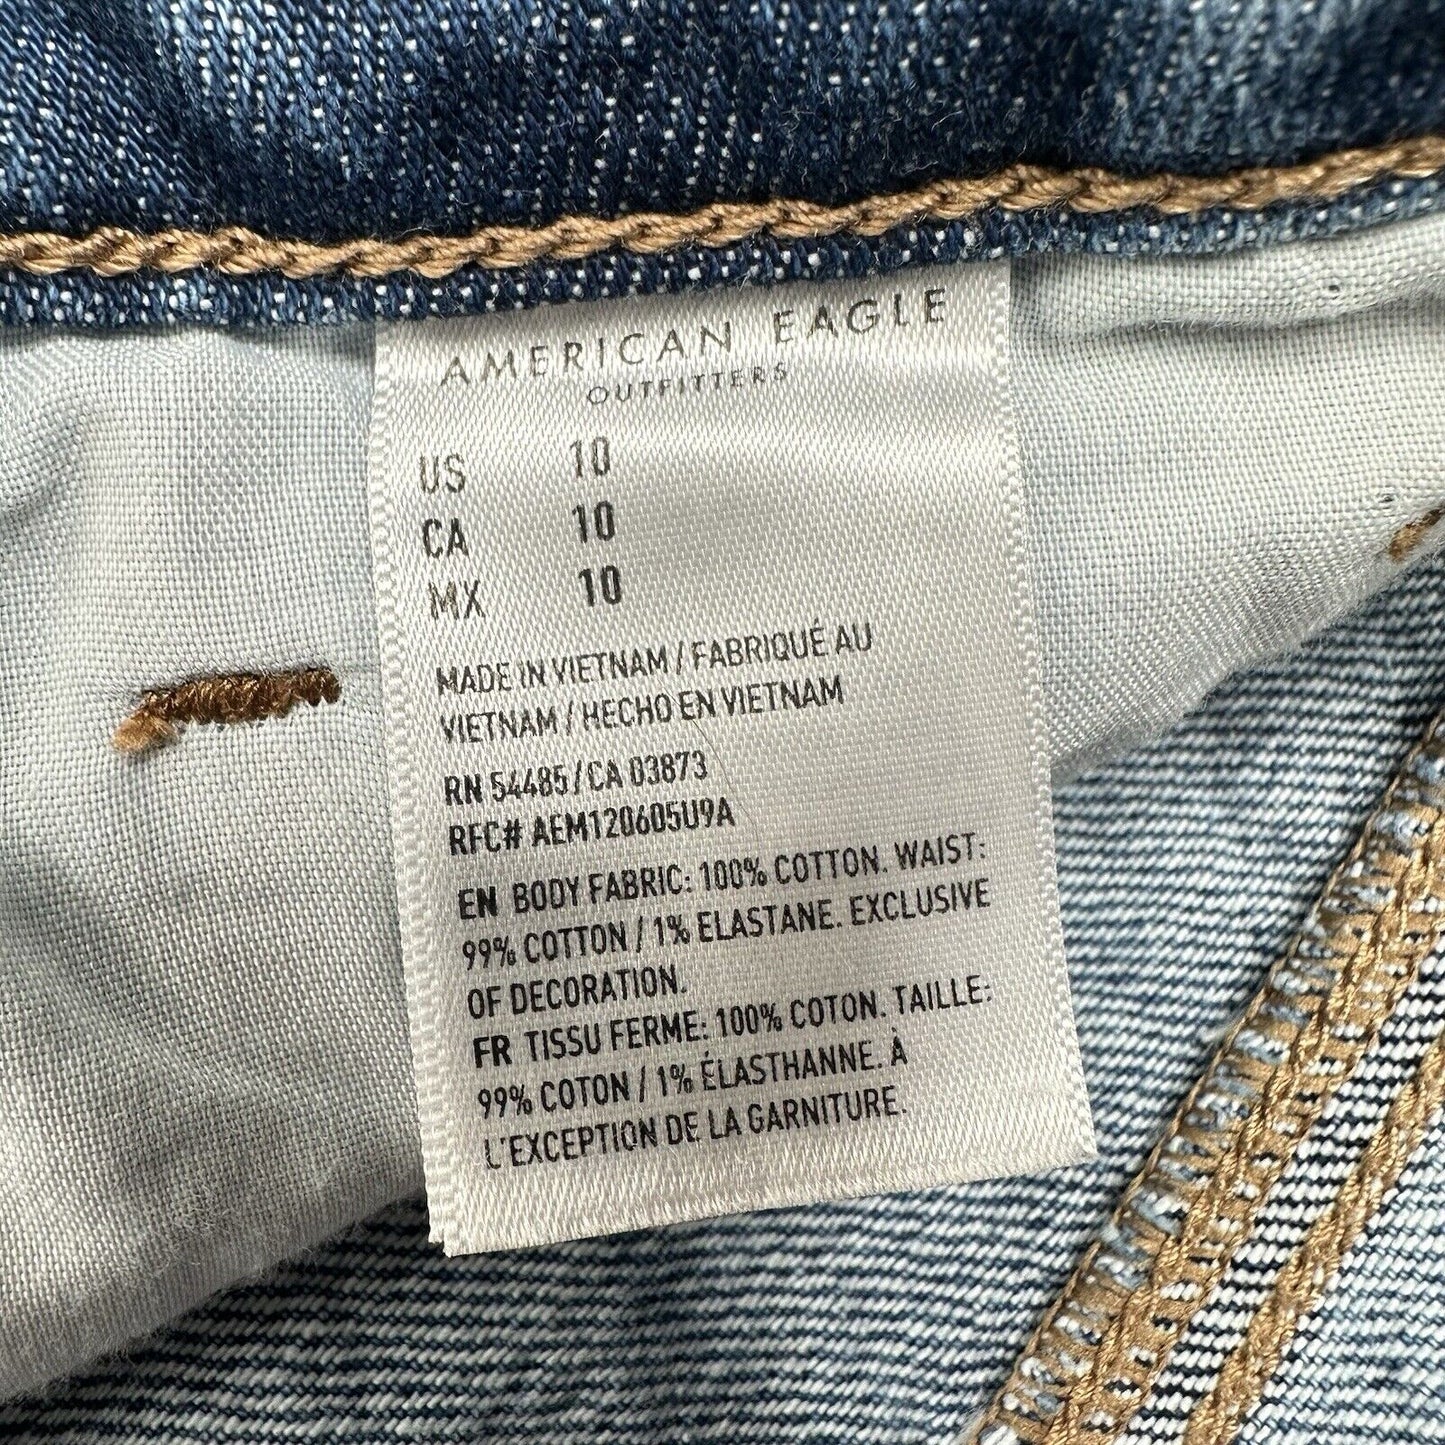 AMERICAN EAGLE
OUTFITTERS
US 10
CA 10
MX 10
MADE IN VIETNAM / FABRIQUÉ AU
VIETNAM / HECHO EN VIETNAM
RN 54485 / CA 03873
RFC# AEM120605U9A
EN BODY FABRIC: 100% COTTON. WAIST:
99% COTTON / 1% ELASTANE. EXCLUSIVE
OF DECORATION.
FR TISSU FERME: 100% COTON. TAILLE:
99% COTON / 1% ÉLASTHANNE. À
L'EXCEPTION DE LA GARNITURE.